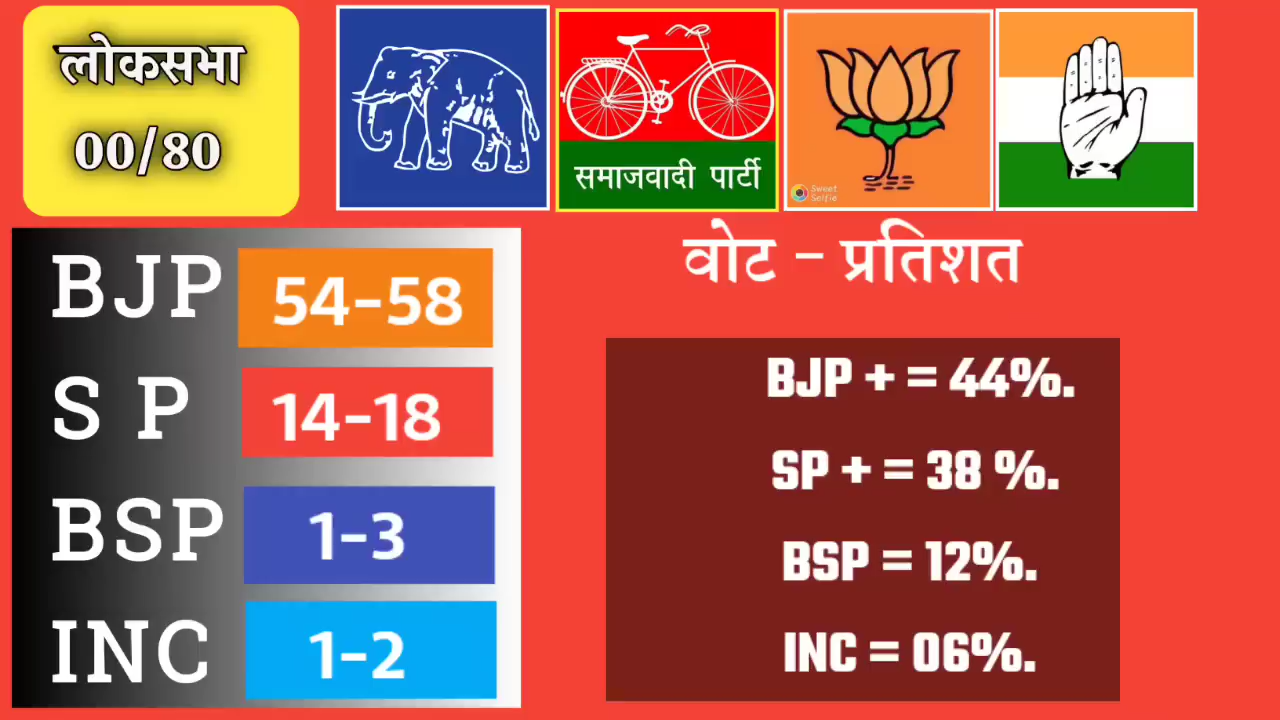 लोकसभा
00/80
समाजवादी पार्टी
Sweet
Selfie
BJP 54-58
S P 14-18
BSP 1-3
INC 1-2
वोट - प्रतिशत
BJP + = 44%.
SP + = 38 %.
BSP = 12%.
INC = 06%.